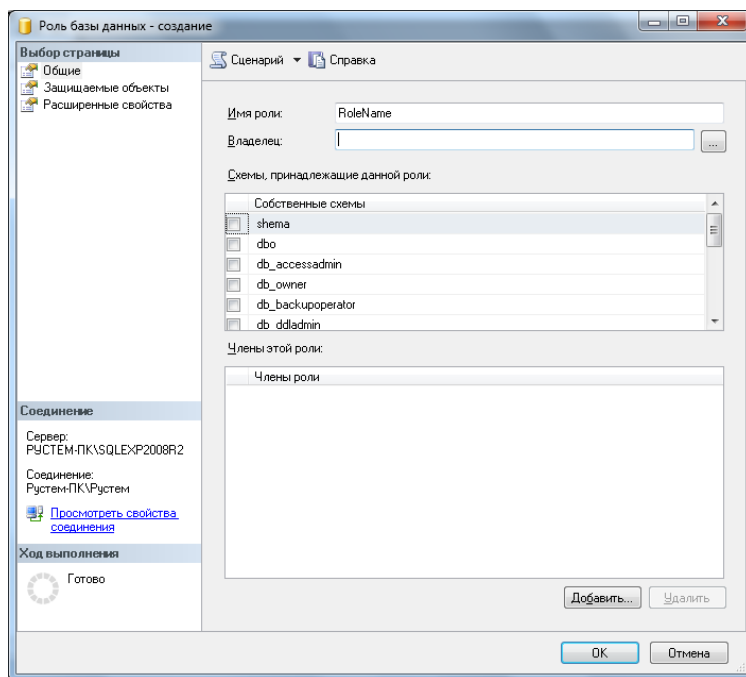 Роль базы данных - создание
Выбор страницы
Общие
Защищаемые объекты
Расширенные свойства
Сценарий
Справка
Имя роли:
RoleName
Владелец:
...
Схемы, принадлежащие данной роли:
Собственные схемы
shema
dbo
db_accessadmin
db_owner
db_backupoperator
db_ddladmin
Члены этой роли:
Члены роли
Соединение
Сервер:
РУСТЕМ-ПК\SQLEXP2008R2
Соединение:
Рустем-ПК\Рустем
Просмотреть свойства
соединения
Ход выполнения
Готово
Добавить...
Удалить
OK
Отмена